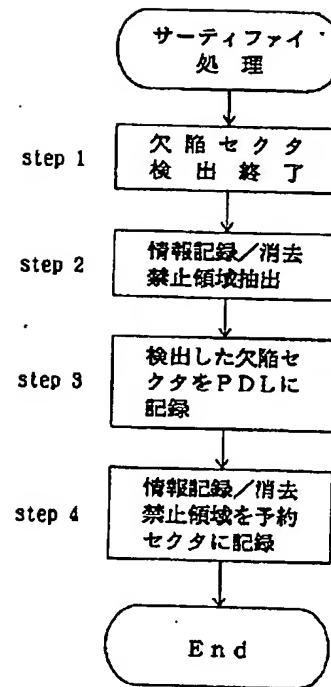 サーティファイ
処理
step 1
欠陥セクタ
検出終了
step 2
情報記録／消去
禁止領域抽出
step 3
検出した欠陥セ
クタをPDLに
記録
step 4
情報記録／消去
禁止領域を予約
セクタに記録
End